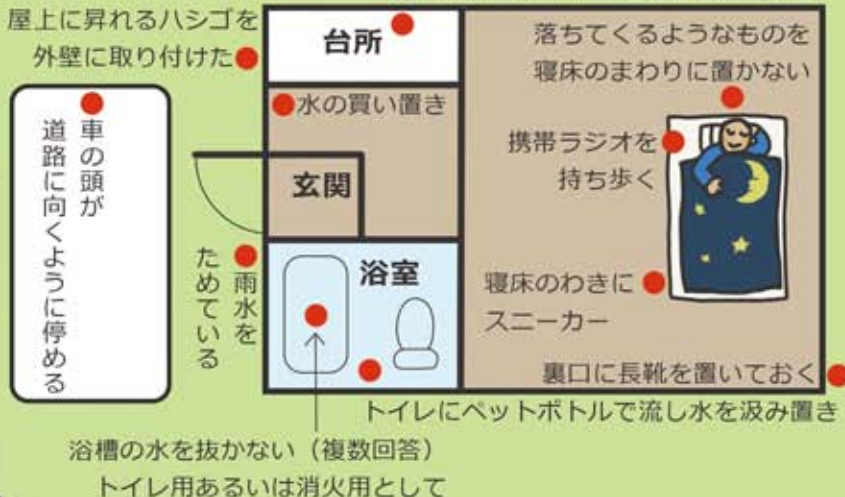 屋上に昇れるハシゴを
外壁に取り付けた
台所
落ちてくるようなものを
寝床のまわりに置かない
車の頭が
道路に向くように停める
水の買い置き
携帯ラジオを
持ち歩く
玄関
雨水を
ためている
浴室
寝床のわきに
スニーカー
裏口に長靴を置いておく
トイレにペットボトルで流し水を汲み置き
浴槽の水を抜かない（複数回答）
トイレ用あるいは消火用として